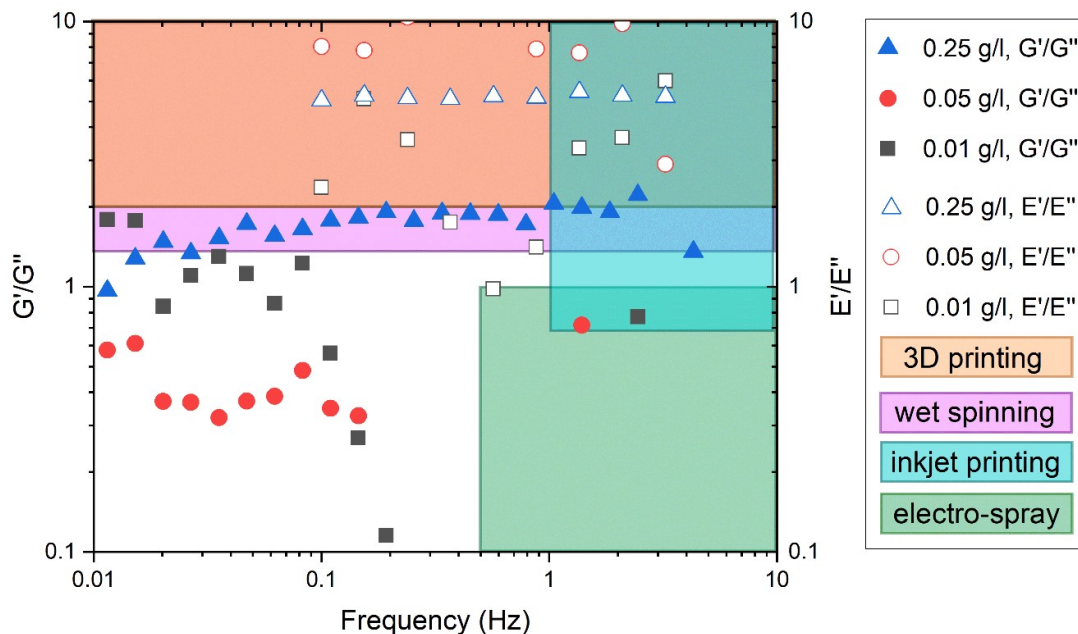 10
1
0.1
G'/G"
0.01
0.1
1
10
Frequency (Hz)
10
1
0.1
E'/E"
0.25 g/l, G'/G"
0.05 g/l, G'/G"
0.01 g/l, G'/G"
0.25 g/l, E'/E"
0.05 g/l, E'/E"
0.01 g/l, E'/E"
3D printing
wet spinning
inkjet printing
electro-spray